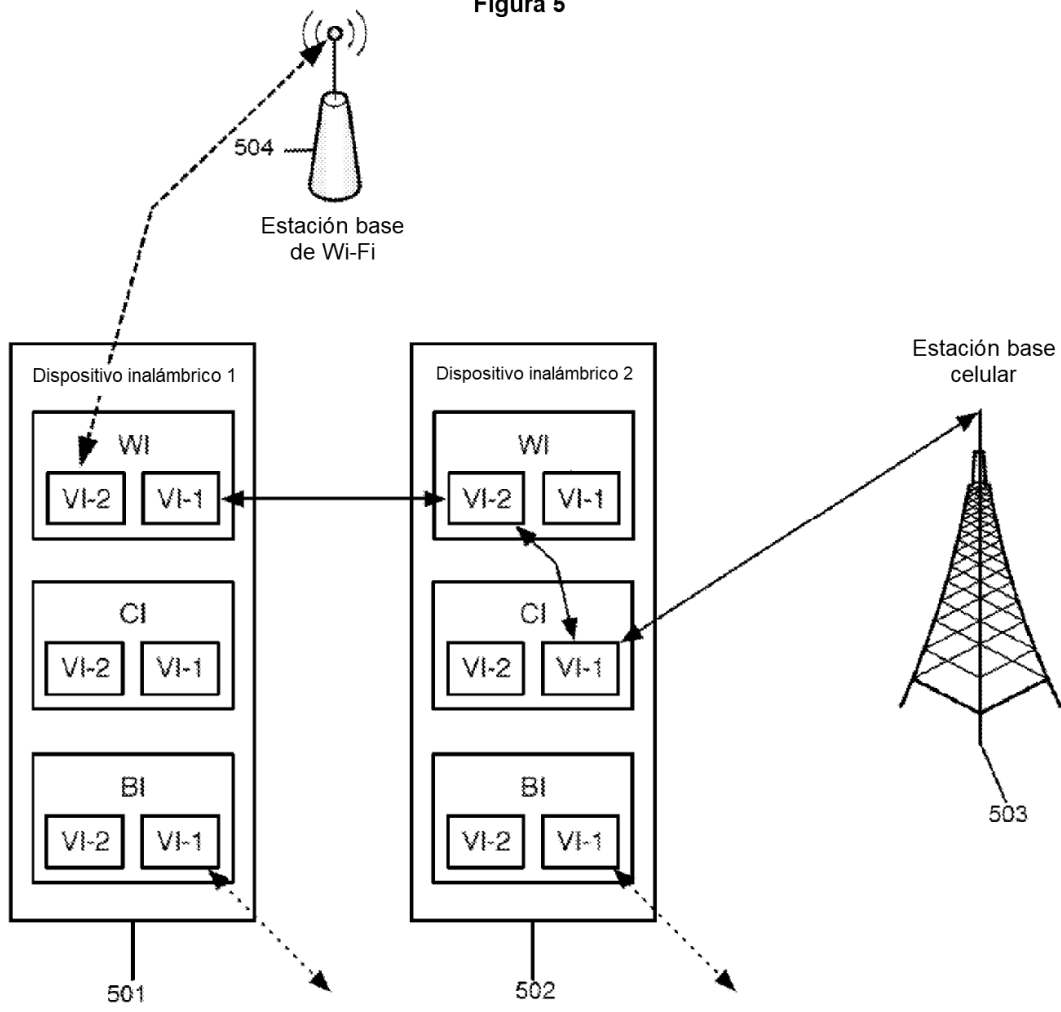 Figura 5
504
Estación base
de Wi-Fi
Estación base
celular
Dispositivo inalámbrico 1
WI
VI-2 VI-1
CI
VI-2 VI-1
BI
VI-2 VI-1
501
Dispositivo inalámbrico 2
WI
VI-2 VI-1
CI
VI-2 VI-1
BI
VI-2 VI-1
502
503